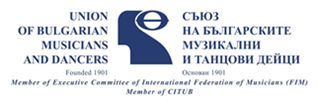 UNION
OF BULGARIAN
MUSICIANS
AND DANCERS
Founded 1901
СЪЮЗ
НА БЪЛГАРСКИТЕ
МУЗИКАЛНИ
И ТАНЦОВИ ДЕЙЦИ
Основан 1901
Member of Executive Committee of International Federation of Musicians (FIM)
Member of CITUB